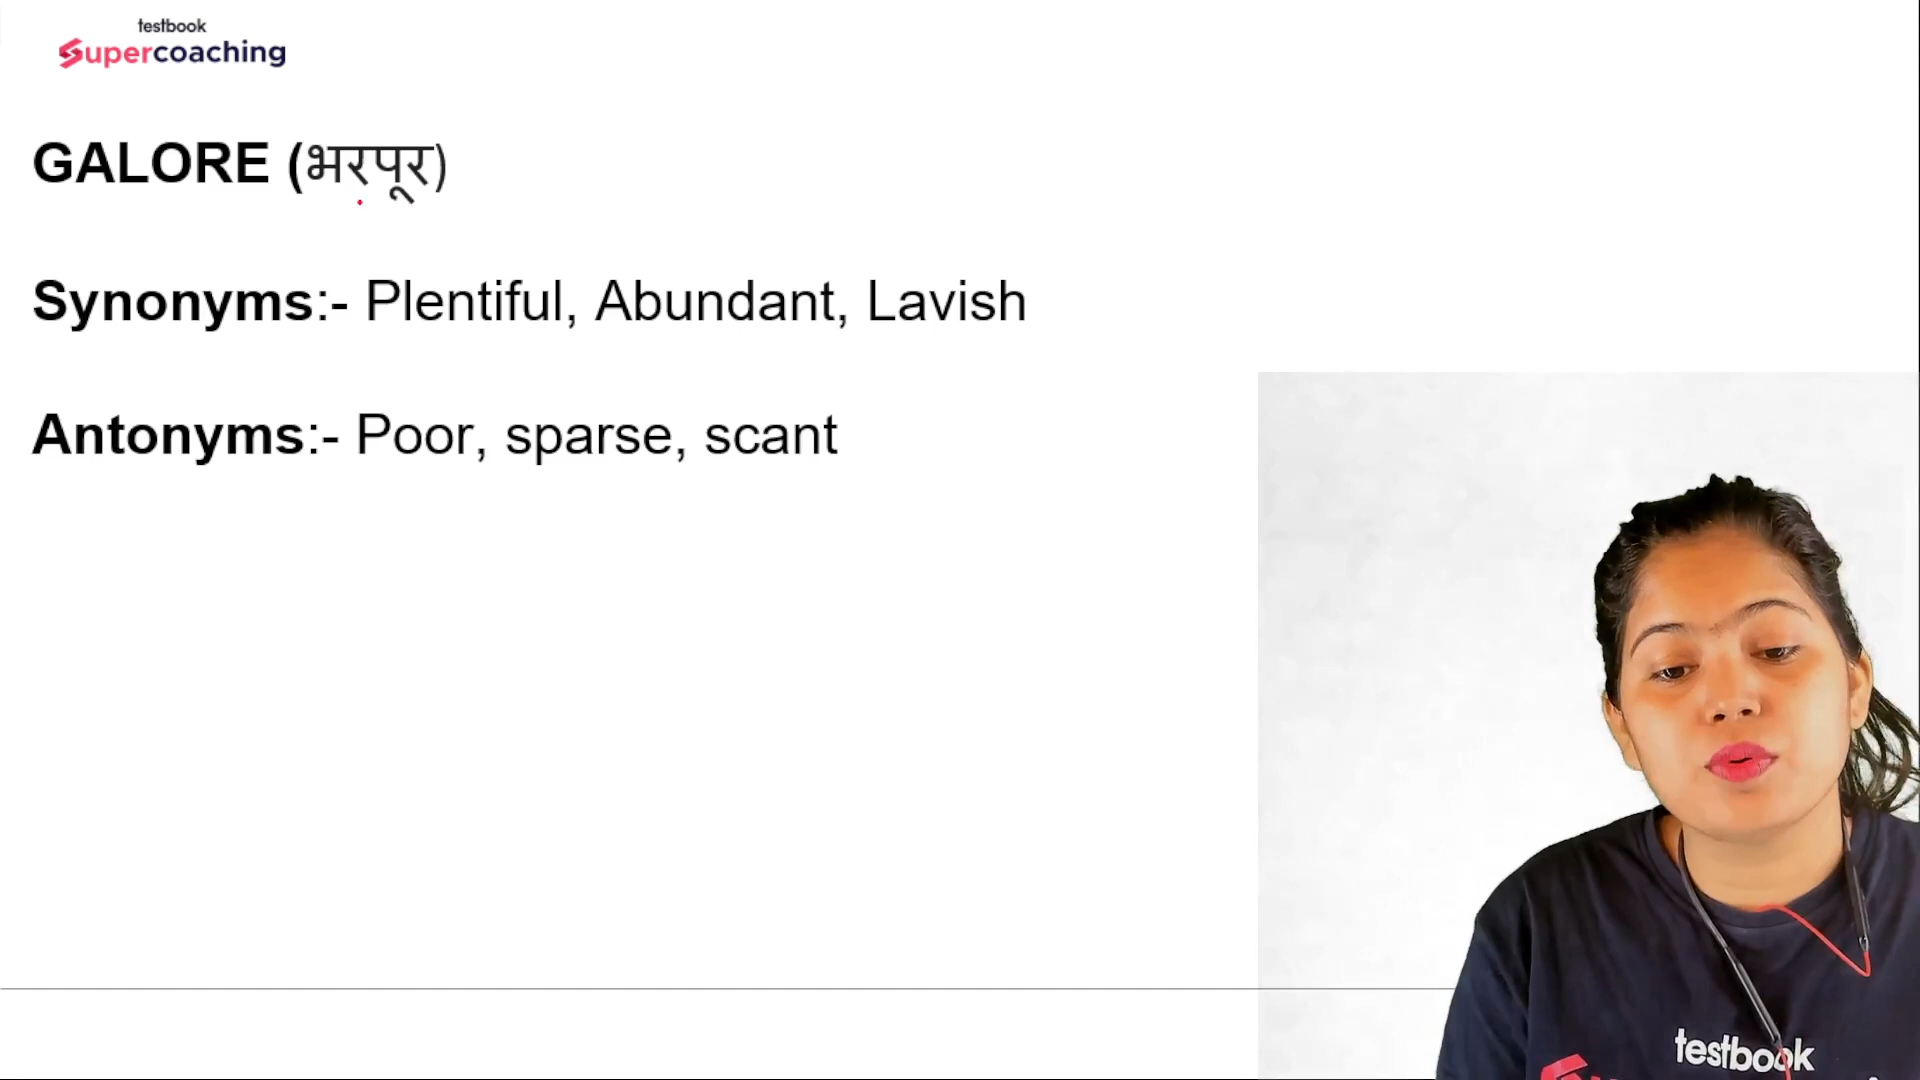 testbook
Supercoaching
GALORE (भरपूर)
Synonyms:- Plentiful, Abundant, Lavish
Antonyms:- Poor, sparse, scant
testbook